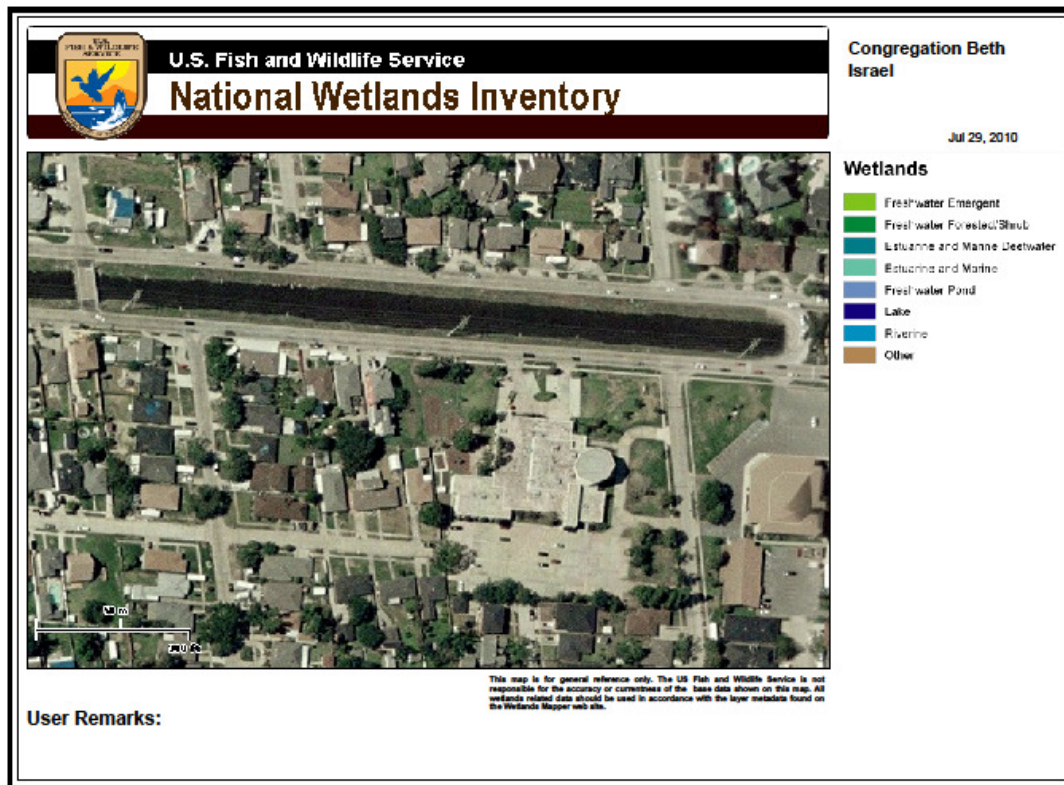 U.S.
FISH & WILDLIFE
SERVICE
U.S. Fish and Wildlife Service
National Wetlands Inventory
Congregation Beth
Israel
Jul 29, 2010
Wetlands
Freshwater Emergent
Freshwater Forested/Shrub
Estuarine and Marine Deepwater
Estuarine and Marine
Freshwater Pond
Lake
Riverine
Other
This map is for general reference only. The US Fish and Wildlife Service is not
responsible for the accuracy or currentness of the base data shown on this map. All
wetlands related data should be used in accordance with the layer metadata found on
the Wetlands Mapper web site.
User Remarks: